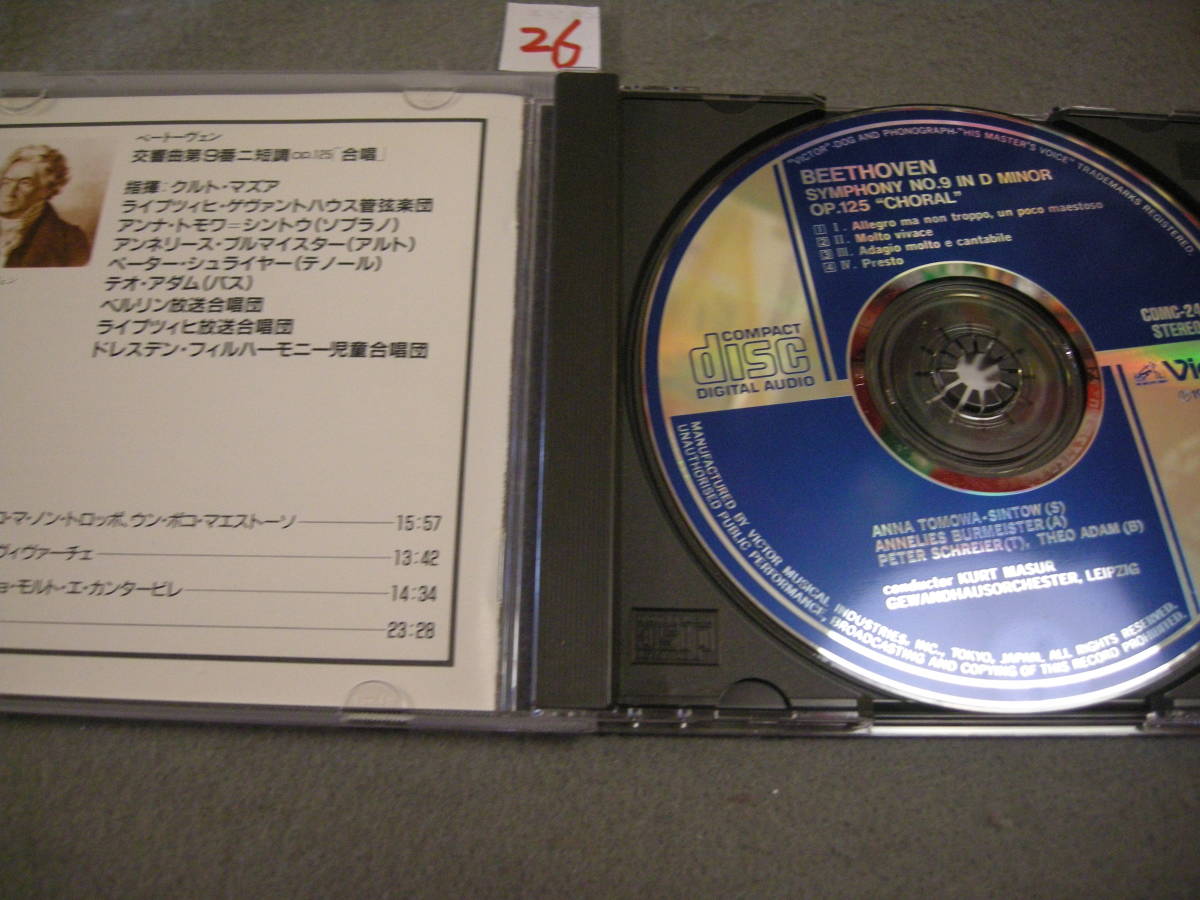 26
ベートーヴェン
交響曲第9番ニ短調OP.125「合唱」
指揮:クルト・マズア
ライプツィヒ・ゲヴァントハウス管弦楽団
アンナ・トモワ=シントウ(ソプラノ)
アンネリース・ブルマイスター(アルト)
ペーター・シュライヤー(テノール)
テオ・アダム(バス)
ベルリン放送合唱団
ライプツィヒ放送合唱団
ドレスデン・フィルハーモニー児童合唱団
マ・ノン・トロッポ、ウン・ポコ・マエストーソ 15:57
ヴィヴァーチェ 13:42
モルト・エ・カンタービレ 14:34
23:28
"VICTOR"-DOG AND PHONOGRAPH-"HIS MASTER'S VOICE" TRADEMARKS REGISTERED.
BEETHOVEN
SYMPHONY NO.9 IN D MINOR
OP.125 "CHORAL"
1 I. Allegro ma non troppo, un poco maestoso
2 II. Molto vivace
3 III. Adagio molto e cantabile
4 IV. Presto
COMPACT
disc
DIGITAL AUDIO
CDMC-24
STEREO
Vic
ANNA TOMOWA-SINTOW (S)
ANNELIES BURMEISTER (A)
PETER SCHREIER (T), THEO ADAM (B)
conductor KURT MASUR
GEWANDHAUSORCHESTER, LEIPZIG
MANUFACTURED BY VICTOR MUSICAL INDUSTRIES, INC., TOKYO, JAPAN. ALL RIGHTS RESERVED.
UNAUTHORISED PUBLIC PERFORMANCE, BROADCASTING AND COPYING OF THIS RECORD PROHIBITED.